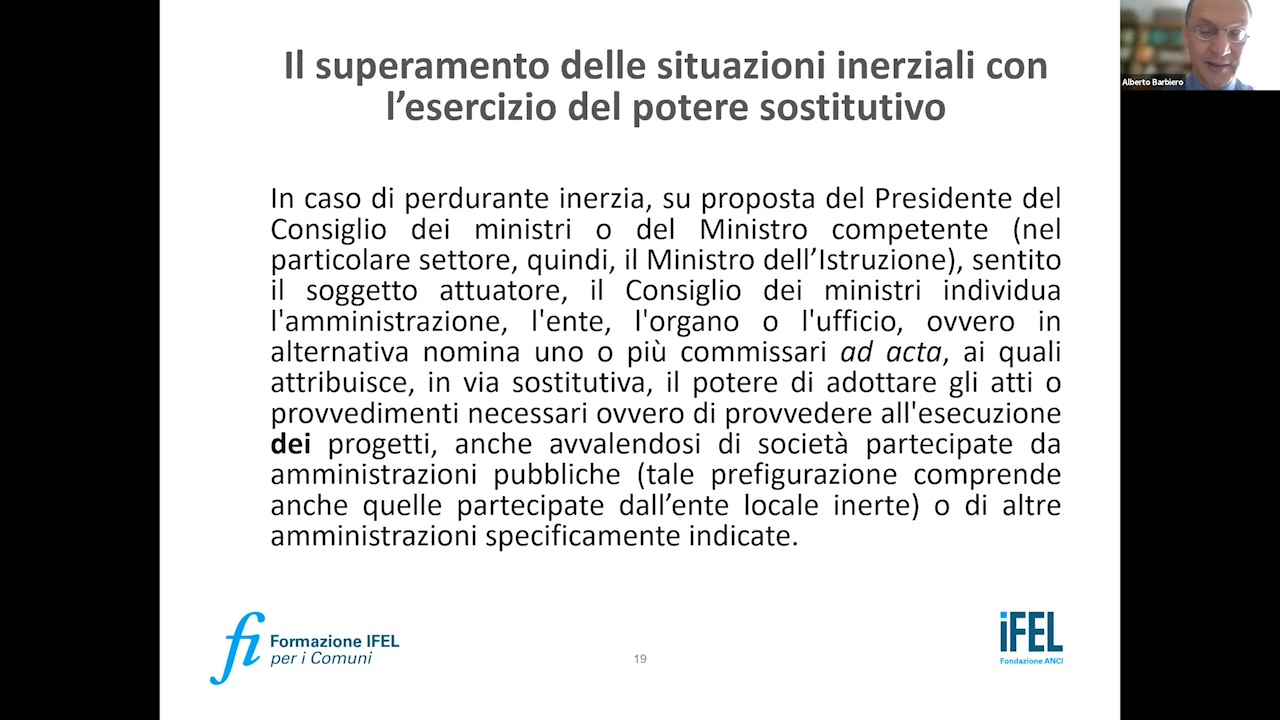 Il superamento delle situazioni inerziali con
l’esercizio del potere sostitutivo
Alberto Barbiero
In caso di perdurante inerzia, su proposta del Presidente del
Consiglio dei ministri o del Ministro competente (nel
particolare settore, quindi, il Ministro dell’Istruzione), sentito
il soggetto attuatore, il Consiglio dei ministri individua
l'amministrazione, l'ente, l'organo o l'ufficio, ovvero in
alternativa nomina uno o più commissari ad acta, ai quali
attribuisce, in via sostitutiva, il potere di adottare gli atti o
provvedimenti necessari ovvero di provvedere all'esecuzione
dei progetti, anche avvalendosi di società partecipate da
amministrazioni pubbliche (tale prefigurazione comprende
anche quelle partecipate dall’ente locale inerte) o di altre
amministrazioni specificamente indicate.
fi Formazione IFEL
per i Comuni
19
iFEL
Fondazione ANCI